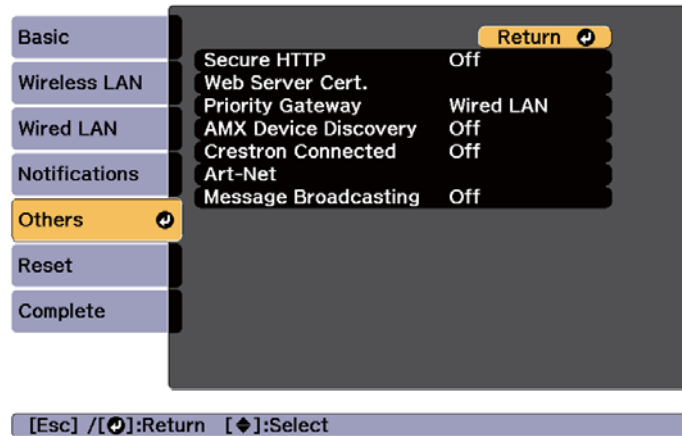 Basic
Wireless LAN
Wired LAN
Notifications
Others
Reset
Complete
Return
Secure HTTP Off
Web Server Cert.
Priority Gateway Wired LAN
AMX Device Discovery Off
Crestron Connected Off
Art-Net
Message Broadcasting Off
[Esc] /[⏎]:Return [◆]:Select